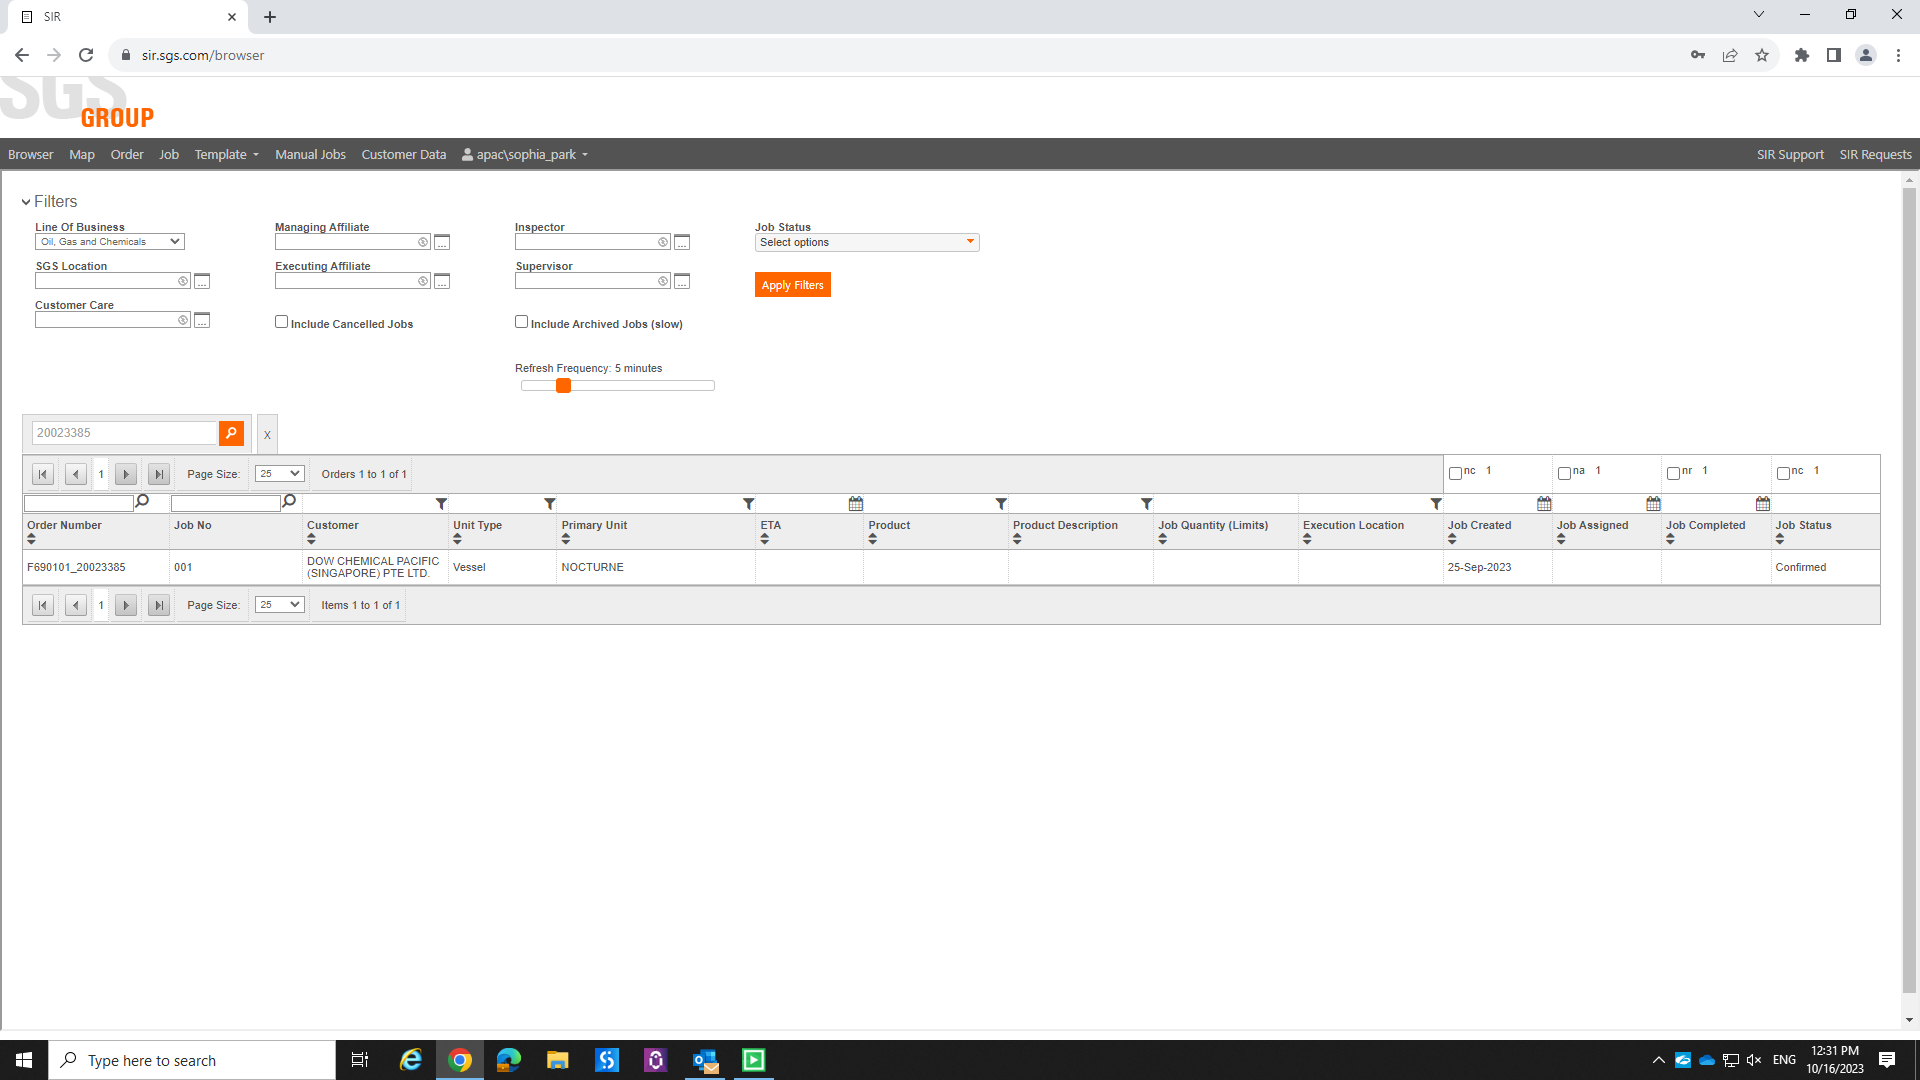 SIR
sir.sgs.com/browser
SGS
GROUP
Browser Map Order Job Template Manual Jobs Customer Data apac\sophia_park SIR Support SIR Requests
Filters
Line Of Business Managing Affiliate Inspector Job Status
Oil, Gas and Chemicals ... ... Select options
SGS Location Executing Affiliate Supervisor
... ... ... Apply Filters
Customer Care
... Include Cancelled Jobs Include Archived Jobs (slow)
Refresh Frequency: 5 minutes
20023385 X
1 Page Size: 25 Orders 1 to 1 of 1 nc 1 na 1 nr 1 nc 1
Order Number Job No Customer Unit Type Primary Unit ETA Product Product Description Job Quantity (Limits) Execution Location Job Created Job Assigned Job Completed Job Status
F690101_20023385 001 DOW CHEMICAL PACIFIC (SINGAPORE) PTE LTD. Vessel NOCTURNE 25-Sep-2023 Confirmed
1 Page Size: 25 Items 1 to 1 of 1
Type here to search ENG 12:31 PM
10/16/2023